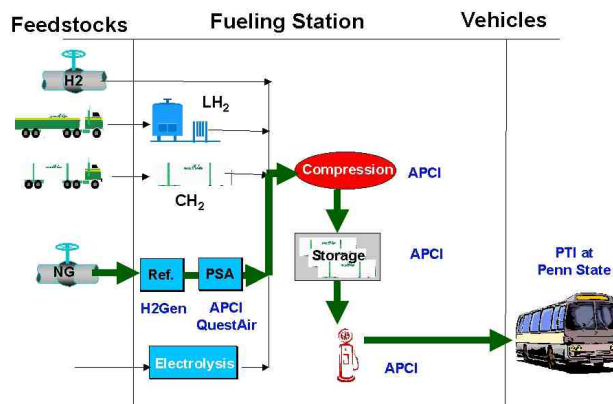 Feedstocks
Fueling Station
Vehicles
H2
LH2
CH2
Compression
APCI
Storage
APCI
NG
Ref.
PSA
H2Gen
APCI
QuestAir
PTI at
Penn State
APCI
Electrolysis